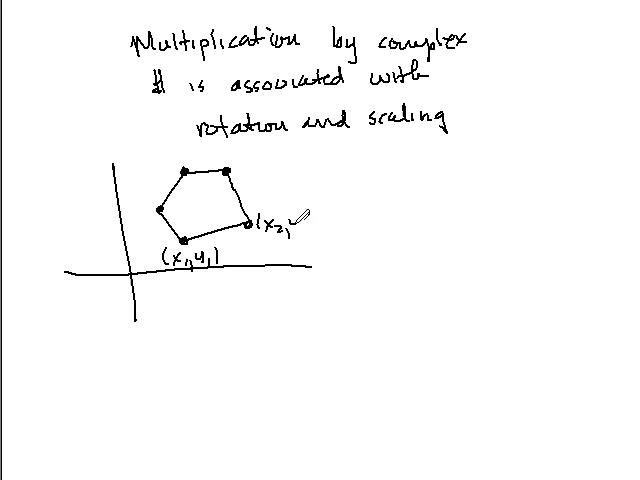 Multiplication by complex
# is associated with
rotation and scaling
(x2,
(x1, y1)